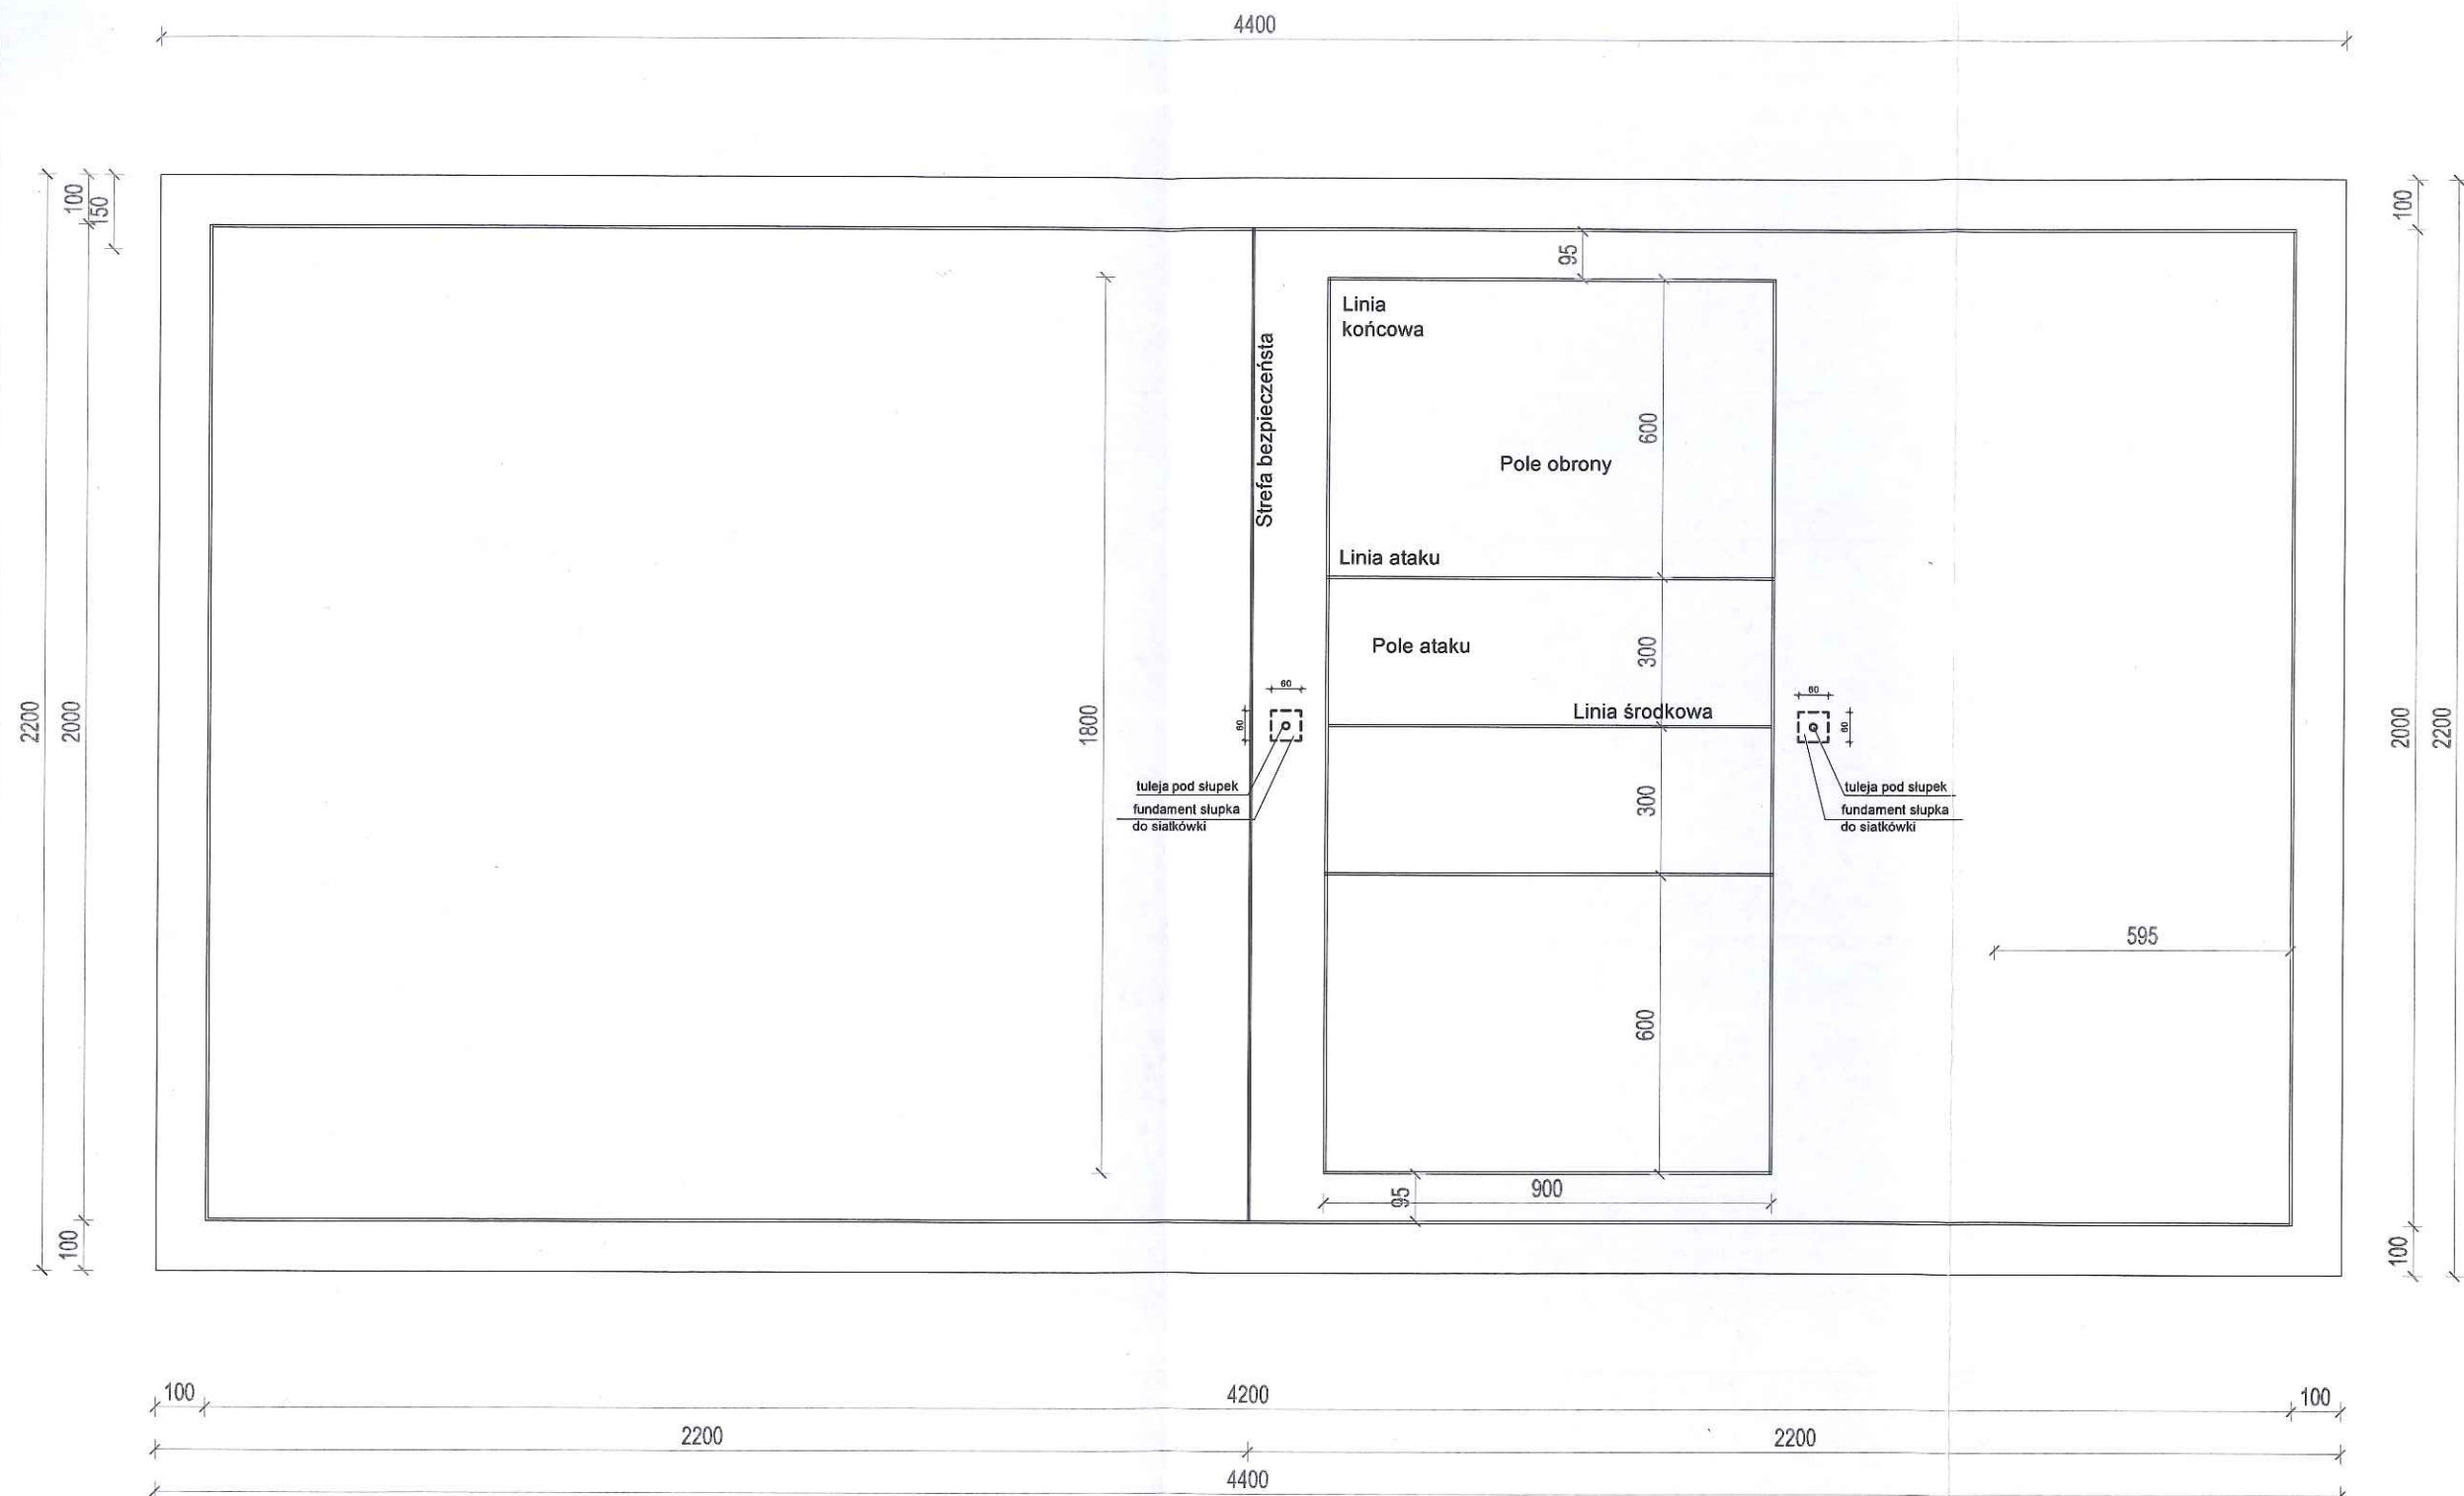 4400
100
150
100
95
Linia
końcowa
Strefa bezpieczeństa
600
Pole obrony
Linia ataku
Pole ataku
300
60
60
2200
2000
1800
60
Linia środkowa
60
2000
2200
tuleja pod słupek
fundament słupka
do siatkówki
300
tuleja pod słupek
fundament słupka
do siatkówki
595
600
95
900
100
100
100
4200
100
2200
2200
4400